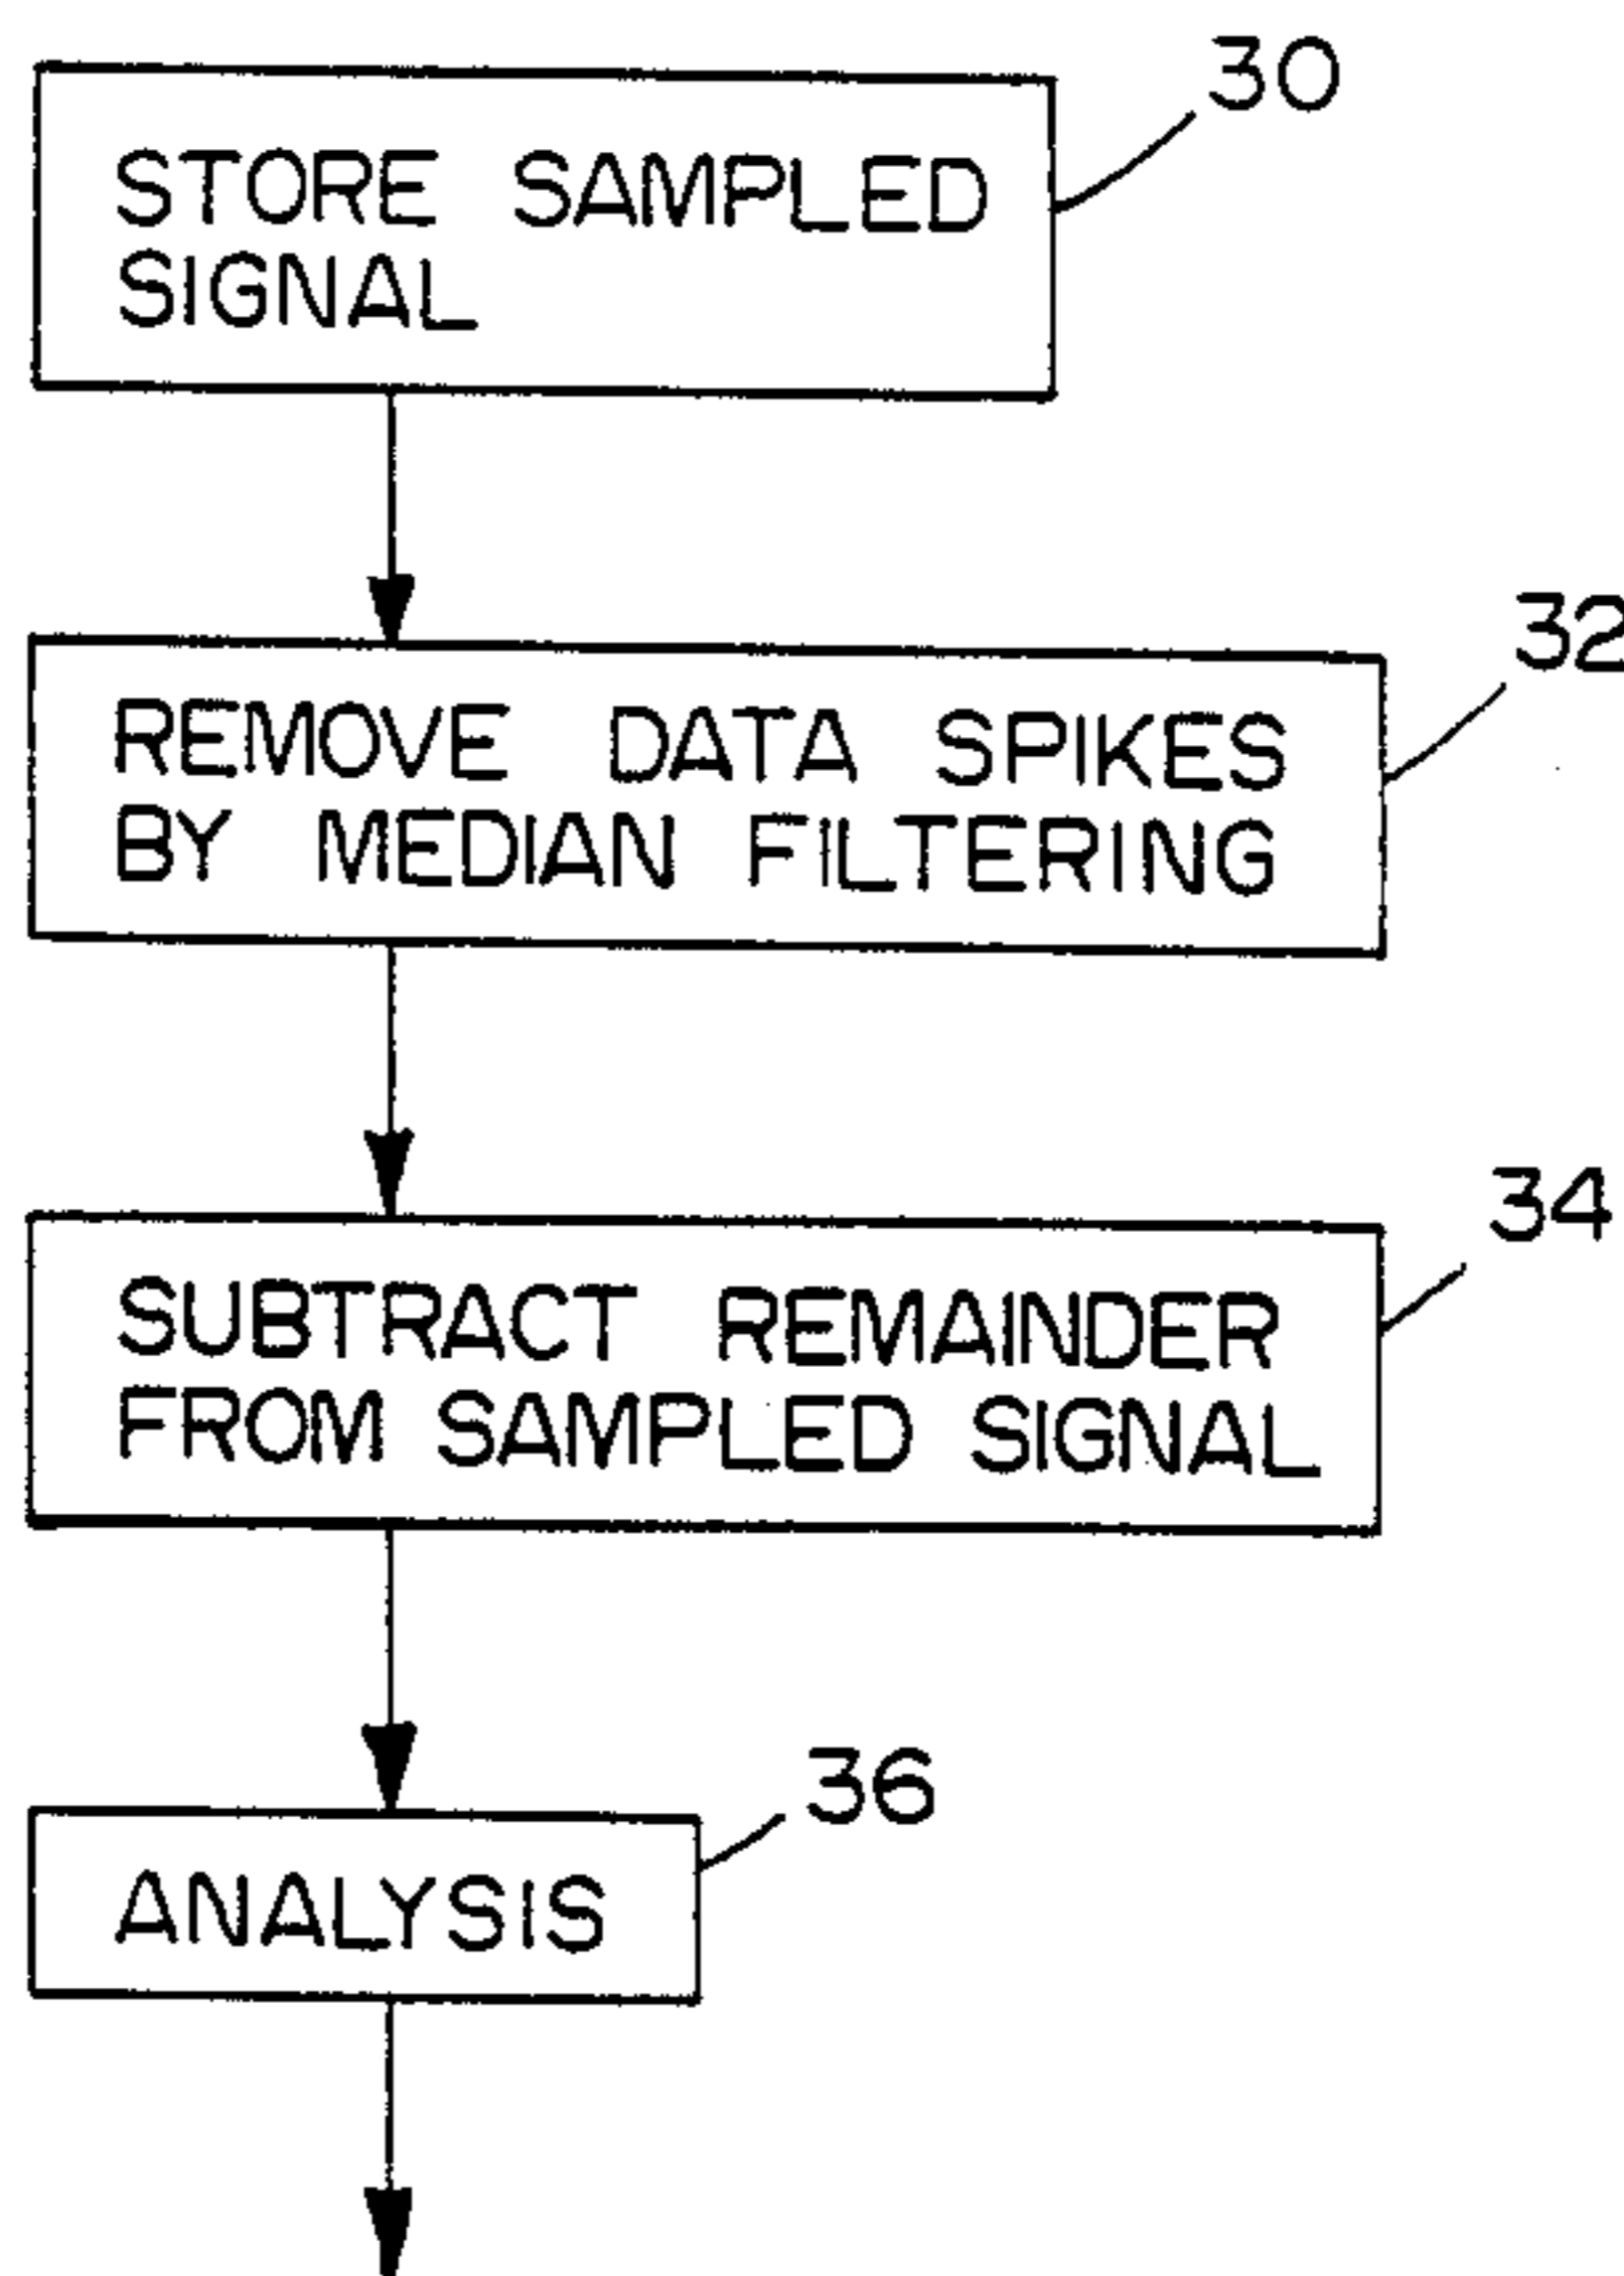 30
STORE SAMPLED
SIGNAL
32
REMOVE DATA SPIKES
BY MEDIAN FILTERING
34
SUBTRACT REMAINDER
FROM SAMPLED SIGNAL
36
ANALYSIS